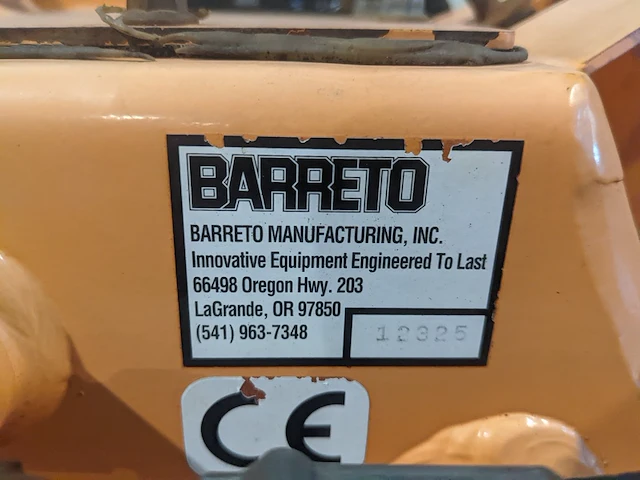 BARRETO
BARRETO MANUFACTURING, INC.
Innovative Equipment Engineered To Last
66498 Oregon Hwy. 203
LaGrande, OR 97850
(541) 963-7348
12325
CE